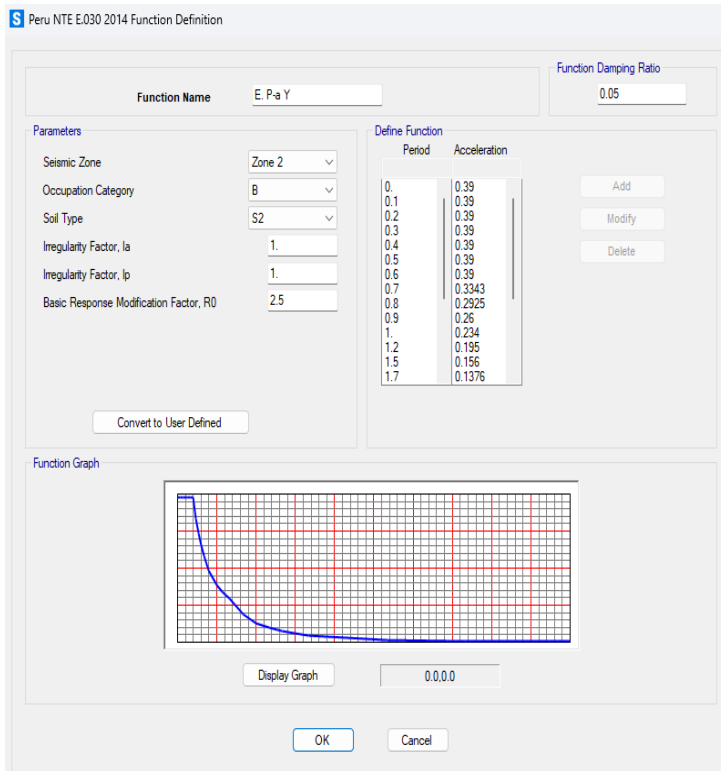 S Peru NTE E.030 2014 Function Definition
Function Damping Ratio
Function Name E. P-a Y 0.05
Parameters
Seismic Zone Zone 2
Occupation Category B
Soil Type S2
Irregularity Factor, Ia 1.
Irregularity Factor, Ip 1.
Basic Response Modification Factor, R0 2.5
Convert to User Defined
Define Function
Period Acceleration
0. 0.39
0.1 0.39
0.2 0.39
0.3 0.39
0.4 0.39
0.5 0.39
0.6 0.39
0.7 0.3343
0.8 0.2925
0.9 0.26
1. 0.234
1.2 0.195
1.5 0.156
1.7 0.1376
Add
Modify
Delete
Function Graph
Display Graph 0.0,0.0
OK Cancel